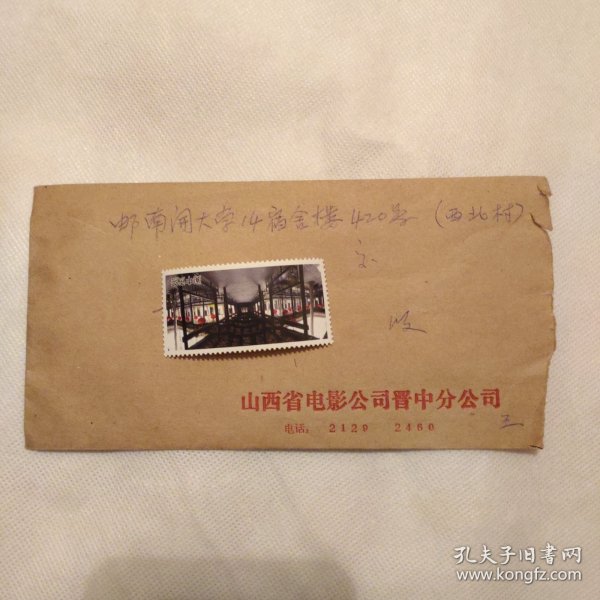 邮南开大学14宿舍楼420号（西北村）
收
山西省电影公司晋中分公司
电话： 2129 2460
五
孔夫子旧书网
www.kongfz.com